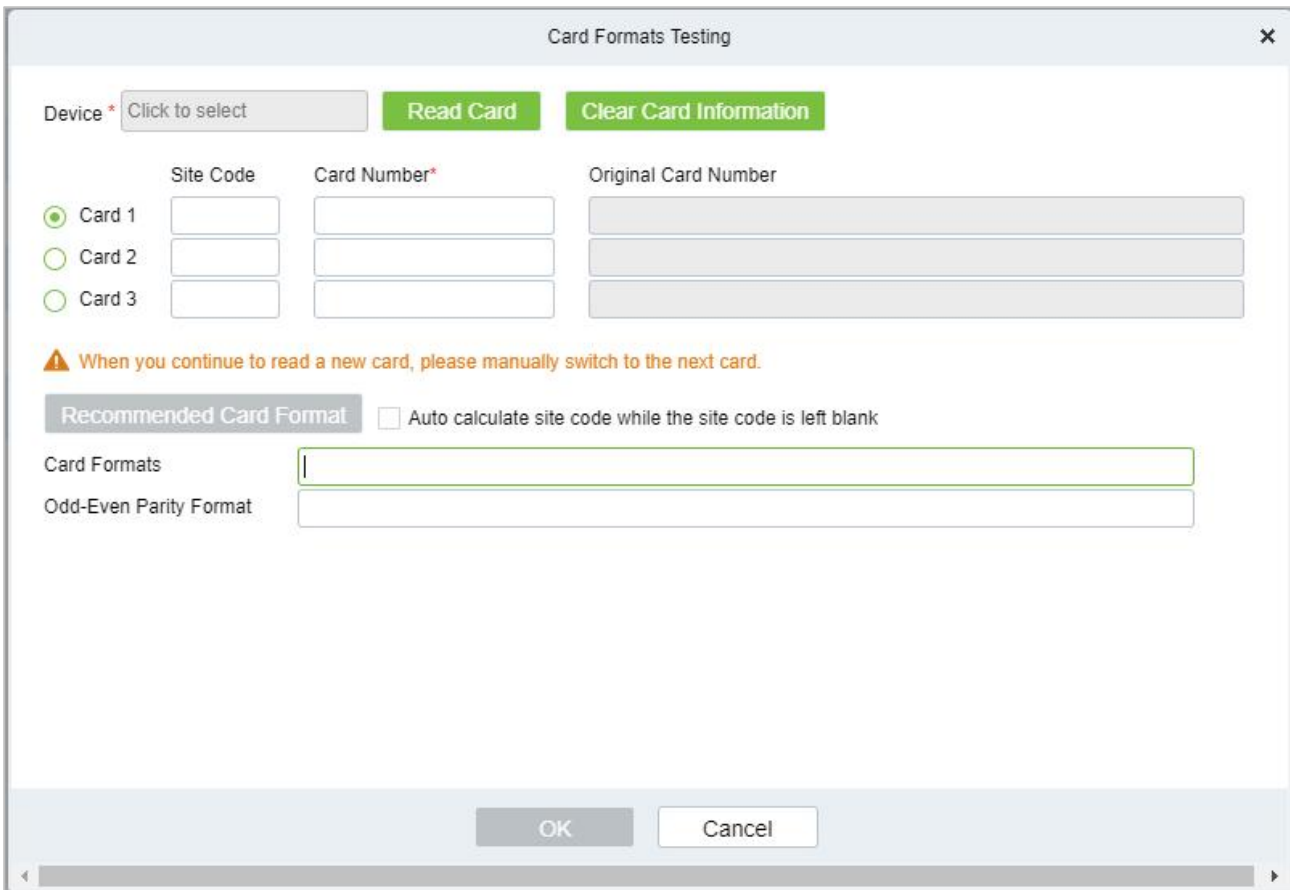 Card Formats Testing
Device * Click to select Read Card Clear Card Information
Site Code Card Number* Original Card Number
Card 1
Card 2
Card 3
When you continue to read a new card, please manually switch to the next card.
Recommended Card Format Auto calculate site code while the site code is left blank
Card Formats
Odd-Even Parity Format
OK Cancel